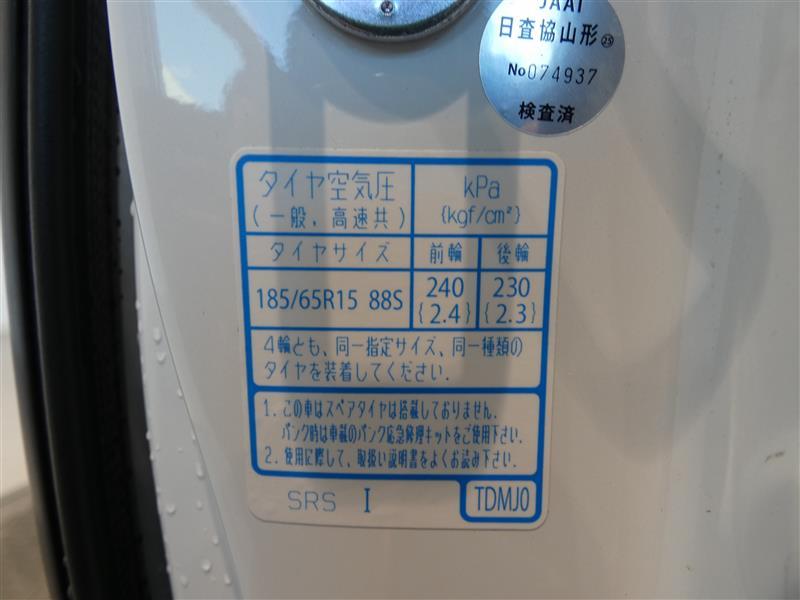 JAAI
日査協山形㉕
No074937
検査済
タイヤ空気圧
(一般,高速共)
kPa
{kgf/cm²}
タイヤサイズ
前輪
後輪
185/65R15 88S
240
{2.4}
230
{2.3}
4輪とも、同一指定サイズ、同一種類の
タイヤを装着してください.
1. この車はスペアタイヤは搭載しておりません.
パンク時は車載のパンク応急修理キットをご使用下さい.
2. 使用に際して、取扱い説明書をよくお読み下さい.
SRS I
TDMJ0